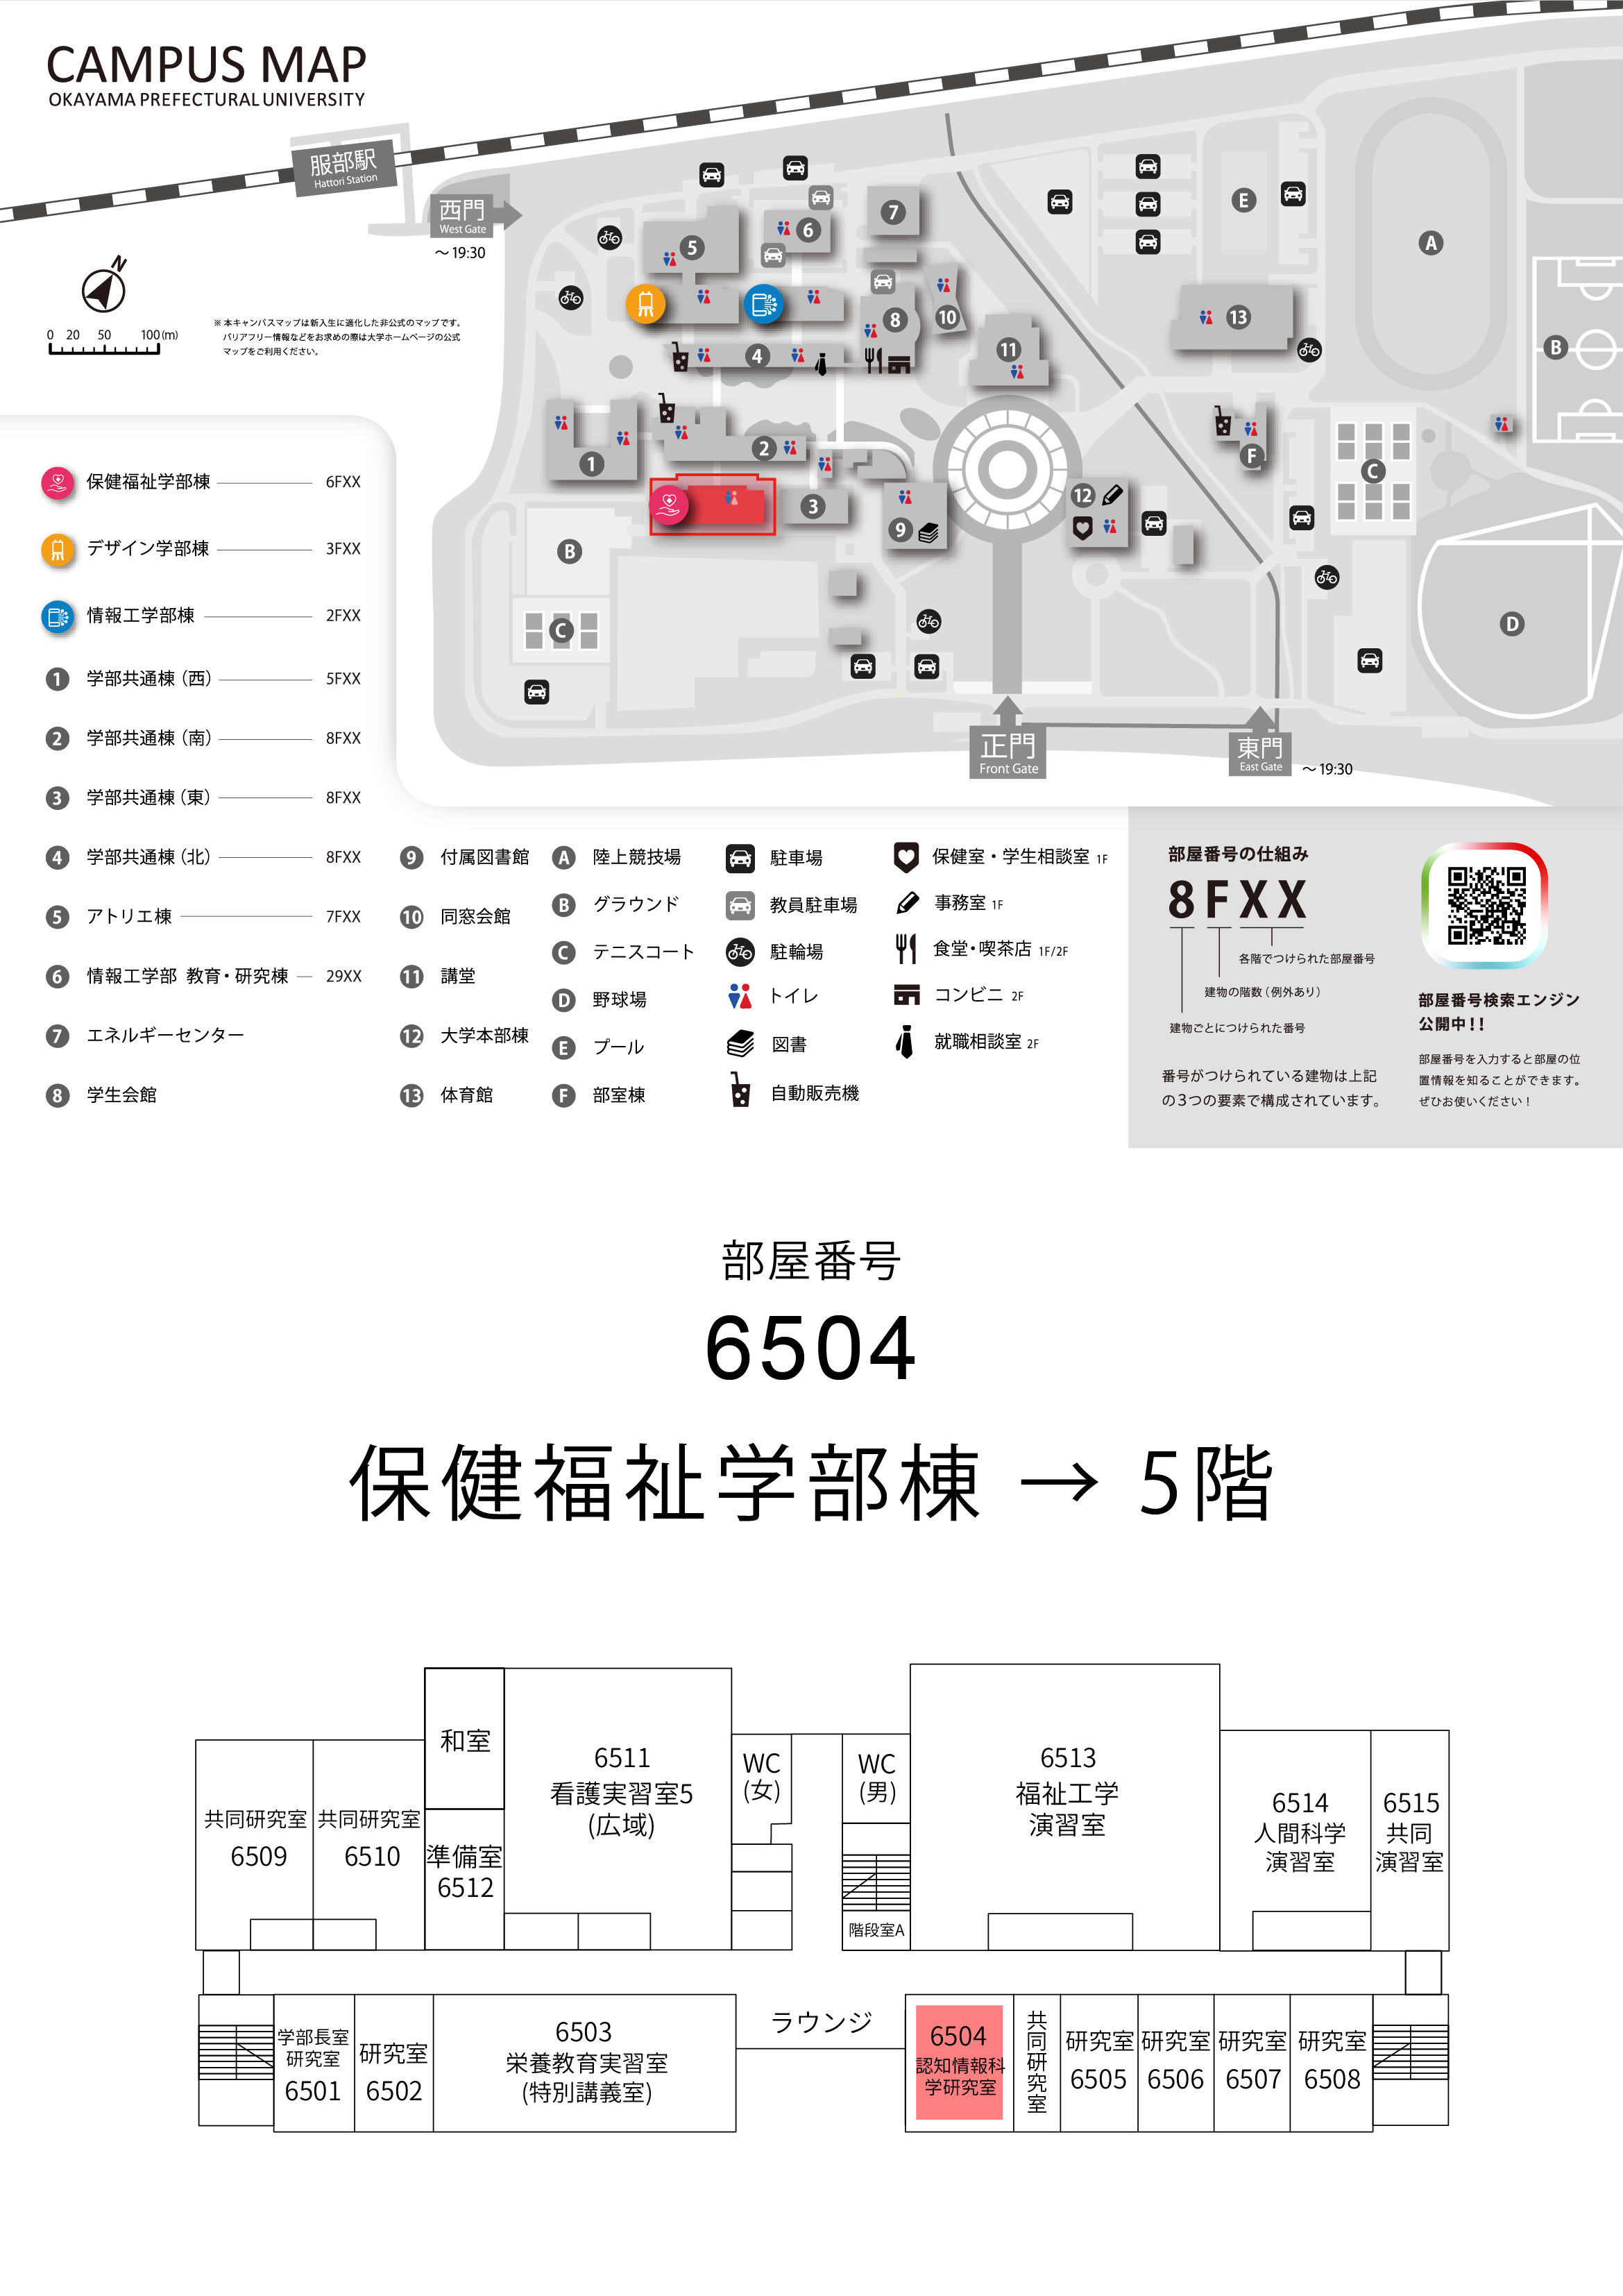 CAMPUS MAP
OKAYAMA PREFECTURAL UNIVERSITY
服部駅
Hattori Station
西門
West Gate
～19:30
N
0 20 50 100(m)
※本キャンパスマップは新入生に適化した非公式のマップです。
バリアフリー情報などをお求めの際は大学ホームページの公式
マップをご利用ください。
5
6
7
8
10
4
11
13
E
A
B
1
2
3
9
12
F
C
B
C
D
正門
Front Gate
東門
East Gate
～19:30
保健福祉学部棟 6FXX
デザイン学部棟 3FXX
情報工学部棟 2FXX
1 学部共通棟（西） 5FXX
2 学部共通棟（南） 8FXX
3 学部共通棟（東） 8FXX
4 学部共通棟（北） 8FXX
5 アトリエ棟 7FXX
6 情報工学部 教育・研究棟 29XX
7 エネルギーセンター
8 学生会館
9 付属図書館
10 同窓会館
11 講堂
12 大学本部棟
13 体育館
A 陸上競技場
B グラウンド
C テニスコート
D 野球場
E プール
F 部室棟
駐車場
教員駐車場
駐輪場
トイレ
図書
自動販売機
保健室・学生相談室 1F
事務室 1F
食堂・喫茶店 1F/2F
コンビニ 2F
就職相談室 2F
部屋番号の仕組み
8FXX
各階でつけられた部屋番号
建物の階数（例外あり）
建物ごとにつけられた番号
番号がつけられている建物は上記
の3つの要素で構成されています。
部屋番号検索エンジン
公開中！！
部屋番号を入力すると部屋の位
置情報を知ることができます。
ぜひお使いください！
部屋番号
6504
保健福祉学部棟 → 5階
共同研究室
6509
共同研究室
6510
和室
準備室
6512
6511
看護実習室5
(広域)
WC
(女)
WC
(男)
階段室A
6513
福祉工学
演習室
6514
人間科学
演習室
6515
共同
演習室
学部長室
研究室
6501
研究室
6502
6503
栄養教育実習室
(特別講義室)
ラウンジ
6504
認知情報科
学研究室
共同研究室
研究室
6505
研究室
6506
研究室
6507
研究室
6508